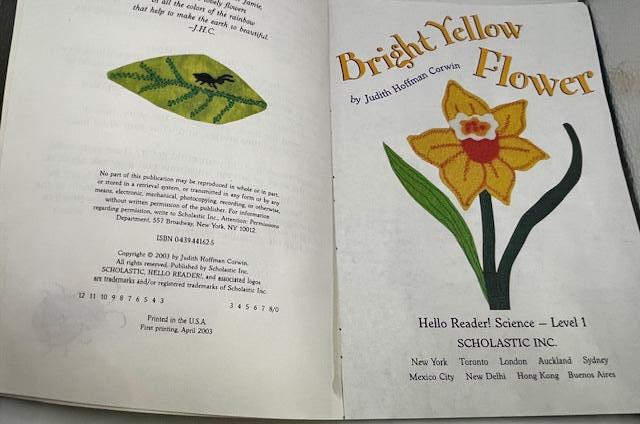 lovely flowers
in all the colors of the rainbow
that help to make the earth so beautiful.
—J.H.C.
No part of this publication may be reproduced in whole or in part,
or stored in a retrieval system, or transmitted in any form or by any
means, electronic, mechanical, photocopying, recording, or otherwise,
without written permission of the publisher. For information
regarding permission, write to Scholastic Inc., Attention: Permissions
Department, 557 Broadway, New York, NY 10012.
ISBN 0-439-44162-5
Copyright © 2003 by Judith Hoffman Corwin.
All rights reserved. Published by Scholastic Inc.
SCHOLASTIC, HELLO READER!, and associated logos
are trademarks and/or registered trademarks of Scholastic Inc.
12 11 10 9 8 7 6 5 4 3 3 4 5 6 7 8/0
Printed in the U.S.A.
First printing, April 2003
Bright Yellow
Flower
by Judith Hoffman Corwin
Hello Reader! Science — Level 1
SCHOLASTIC INC.
New York Toronto London Auckland Sydney
Mexico City New Delhi Hong Kong Buenos Aires